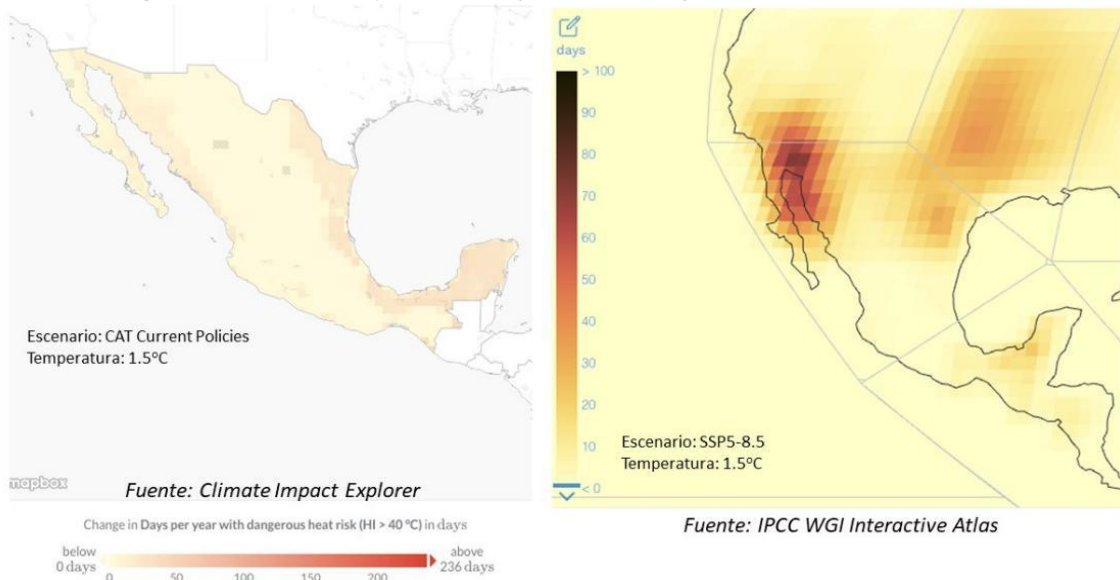 Escenario: CAT Current Policies
Temperatura: 1.5°C
mapbox
Fuente: Climate Impact Explorer
Change in Days per year with dangerous heat risk (HI > 40 °C) in days
below
0 days
0
50
100
150
200
above
236 days
days
> 100
90
80
70
60
50
40
30
20
10
< 0
Escenario: SSP5-8.5
Temperatura: 1.5°C
Fuente: IPCC WGI Interactive Atlas